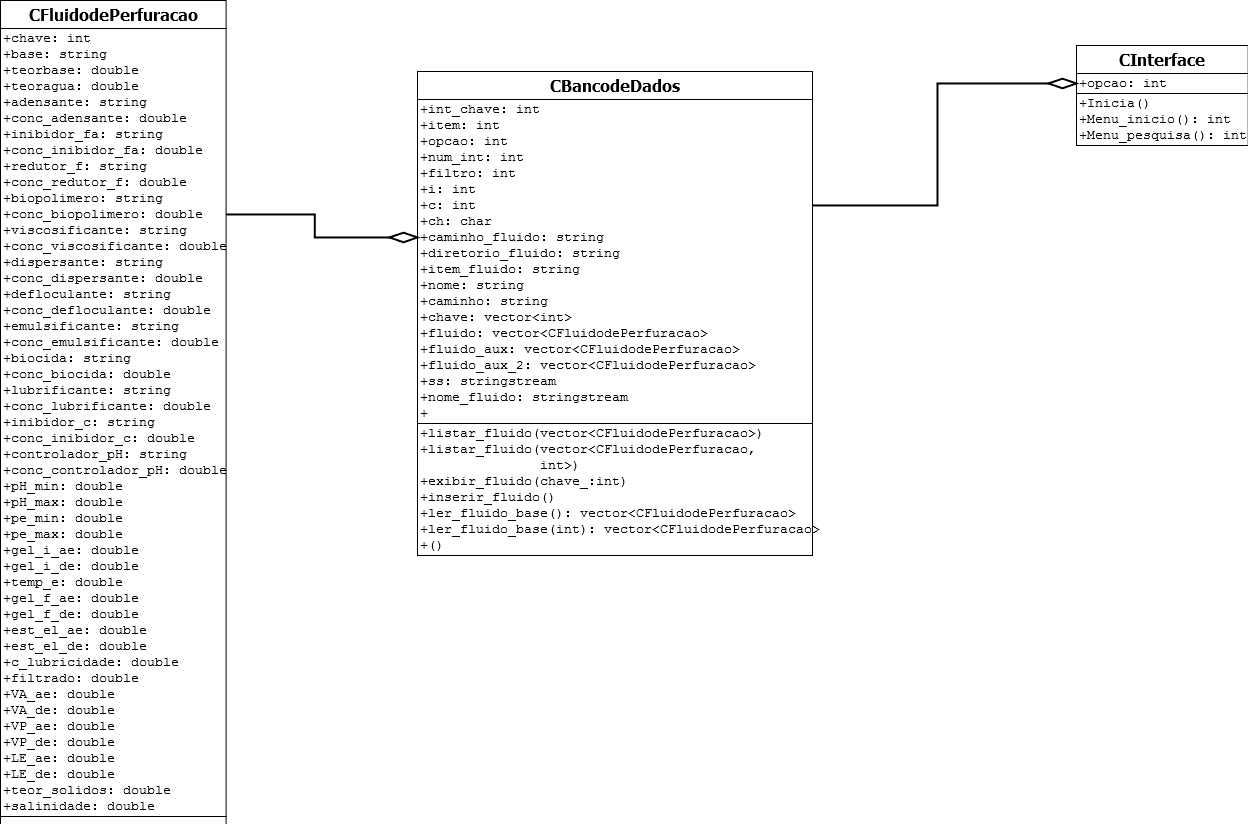 CFluidodePerfuracao
+chave: int
+base: string
+teorbase: double
+teoragua: double
+adensante: string
+conc_adensante: double
+inibidor_fa: string
+conc_inibidor_fa: double
+redutor_f: string
+conc_redutor_f: double
+biopolimero: string
+conc_biopolimero: double
+viscosificante: string
+conc_viscosificante: double
+dispersante: string
+conc_dispersante: double
+defloculante: string
+conc_defloculante: double
+emulsificante: string
+conc_emulsificante: double
+biocida: string
+conc_biocida: double
+lubrificante: string
+conc_lubrificante: double
+inibidor_c: string
+conc_inibidor_c: double
+controlador_pH: string
+conc_controlador_pH: double
+pH_min: double
+pH_max: double
+pe_min: double
+pe_max: double
+gel_i_ae: double
+gel_i_de: double
+temp_e: double
+gel_f_ae: double
+gel_f_de: double
+est_el_ae: double
+est_el_de: double
+c_lubricidade: double
+filtrado: double
+VA_ae: double
+VA_de: double
+VP_ae: double
+VP_de: double
+LE_ae: double
+LE_de: double
+teor_solidos: double
+salinidade: double
CBancodeDados
+int_chave: int
+item: int
+opcao: int
+num_int: int
+filtro: int
+i: int
+c: int
+ch: char
+caminho_fluido: string
+diretorio_fluido: string
+item_fluido: string
+nome: string
+caminho: string
+chave: vector<int>
+fluido: vector<CFluidodePerfuracao>
+fluido_aux: vector<CFluidodePerfuracao>
+fluido_aux_2: vector<CFluidodePerfuracao>
+ss: stringstream
+nome_fluido: stringstream
+
+listar_fluido(vector<CFluidodePerfuracao>)
+listar_fluido(vector<CFluidodePerfuracao,
int>)
+exibir_fluido(chave_:int)
+inserir_fluido()
+ler_fluido_base(): vector<CFluidodePerfuracao>
+ler_fluido_base(int): vector<CFluidodePerfuracao>
+()
CInterface
+opcao: int
+Inicia()
+Menu_inicio(): int
+Menu_pesquisa(): int